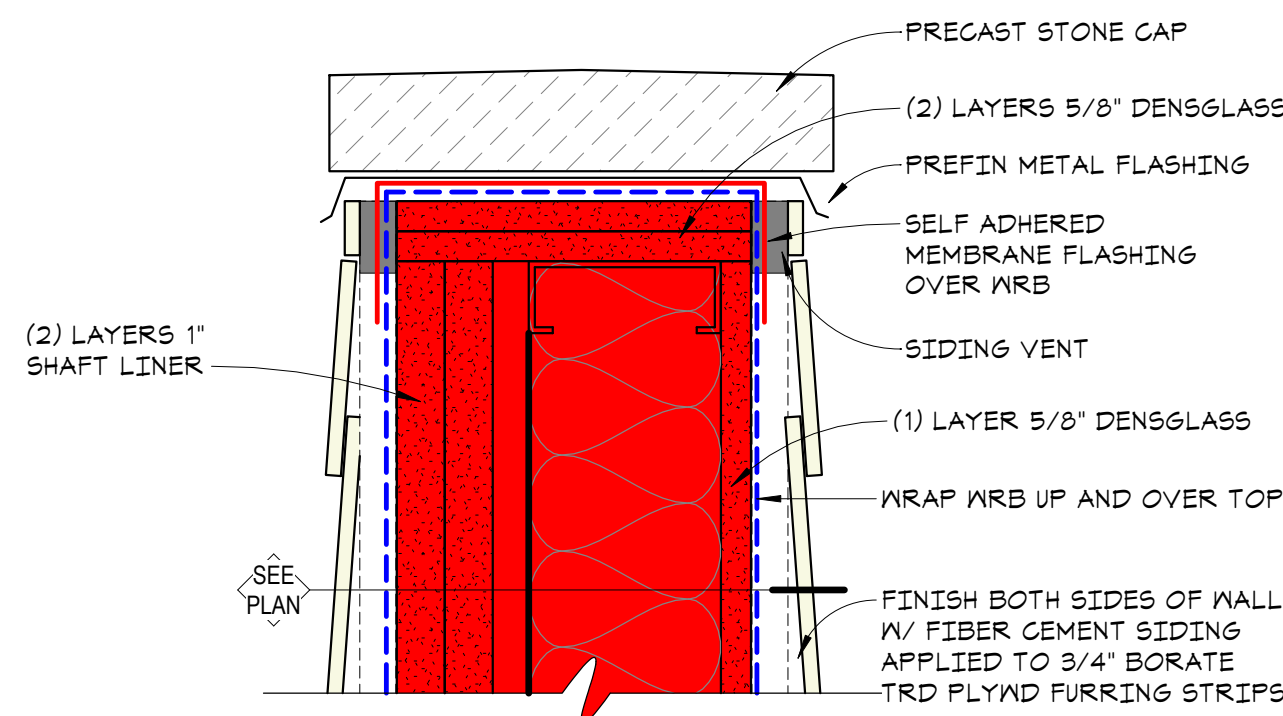 PRECAST STONE CAP
(2) LAYERS 5/8" DENSGLASS
PREFIN METAL FLASHING
SELF ADHERED
MEMBRANE FLASHING
OVER WRB
(2) LAYERS 1"
SHAFT LINER
SIDING VENT
(1) LAYER 5/8" DENSGLASS
WRAP WRB UP AND OVER TOP
SEE
PLAN
FINISH BOTH SIDES OF WALL
W/ FIBER CEMENT SIDING
APPLIED TO 3/4" BORATE
TRD PLYWD FURRING STRIPS